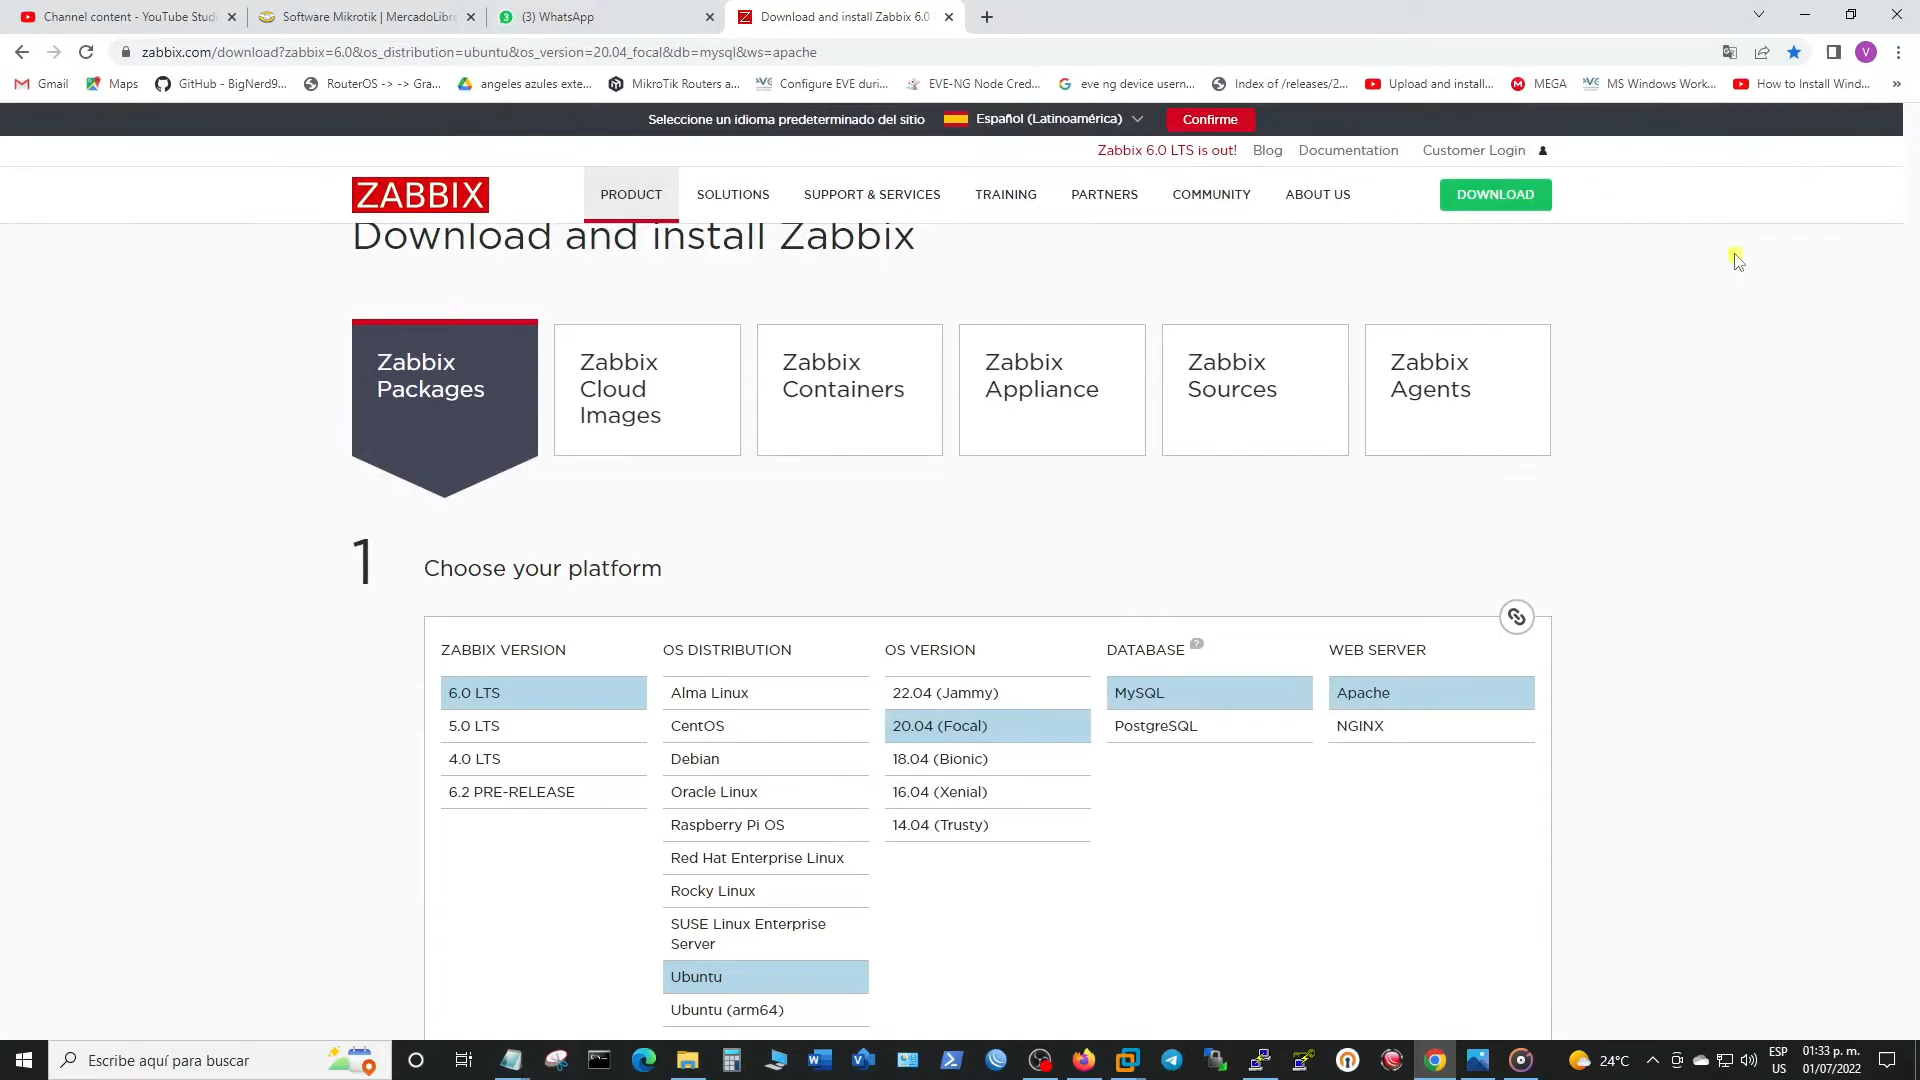 Channel content - YouTube Stud
Software Mikrotik | MercadoLibre
(3) WhatsApp
Download and install Zabbix 6.0
zabbix.com/download?zabbix=6.0&os_distribution=ubuntu&os_version=20.04_focal&db=mysql&ws=apache
V
Gmail
Maps
GitHub - BigNerd9...
RouterOS -> -> Gra...
angeles azules exte...
MikroTik Routers a...
Configure EVE duri...
EVE-NG Node Cred...
eve ng device usern...
Index of /releases/2...
Upload and install...
MEGA
MS Windows Work...
How to Install Wind...
»
Seleccione un idioma predeterminado del sitio
Español (Latinoamérica)
Confirme
Zabbix 6.0 LTS is out!
Blog
Documentation
Customer Login
ZABBIX
PRODUCT
SOLUTIONS
SUPPORT & SERVICES
TRAINING
PARTNERS
COMMUNITY
ABOUT US
DOWNLOAD
Download and install Zabbix
Zabbix
Packages
Zabbix
Cloud
Images
Zabbix
Containers
Zabbix
Appliance
Zabbix
Sources
Zabbix
Agents
1
Choose your platform
ZABBIX VERSION
6.0 LTS
5.0 LTS
4.0 LTS
6.2 PRE-RELEASE
OS DISTRIBUTION
Alma Linux
CentOS
Debian
Oracle Linux
Raspberry Pi OS
Red Hat Enterprise Linux
Rocky Linux
SUSE Linux Enterprise
Server
Ubuntu
Ubuntu (arm64)
OS VERSION
22.04 (Jammy)
20.04 (Focal)
18.04 (Bionic)
16.04 (Xenial)
14.04 (Trusty)
DATABASE ?
MySQL
PostgreSQL
WEB SERVER
Apache
NGINX
Escribe aquí para buscar
24°C
ESP
US
01:33 p. m.
01/07/2022